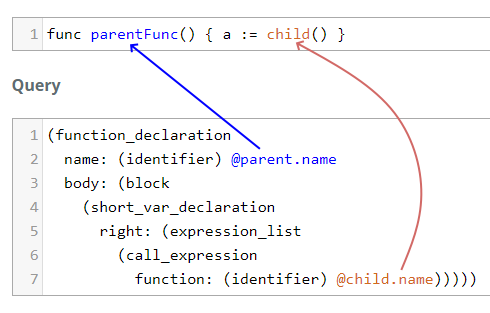 1 func parentFunc() { a := child() }
Query
1 (function_declaration
2   name: (identifier) @parent.name
3   body: (block
4     (short_var_declaration
5       right: (expression_list
6         (call_expression
7           function: (identifier) @child.name)))))